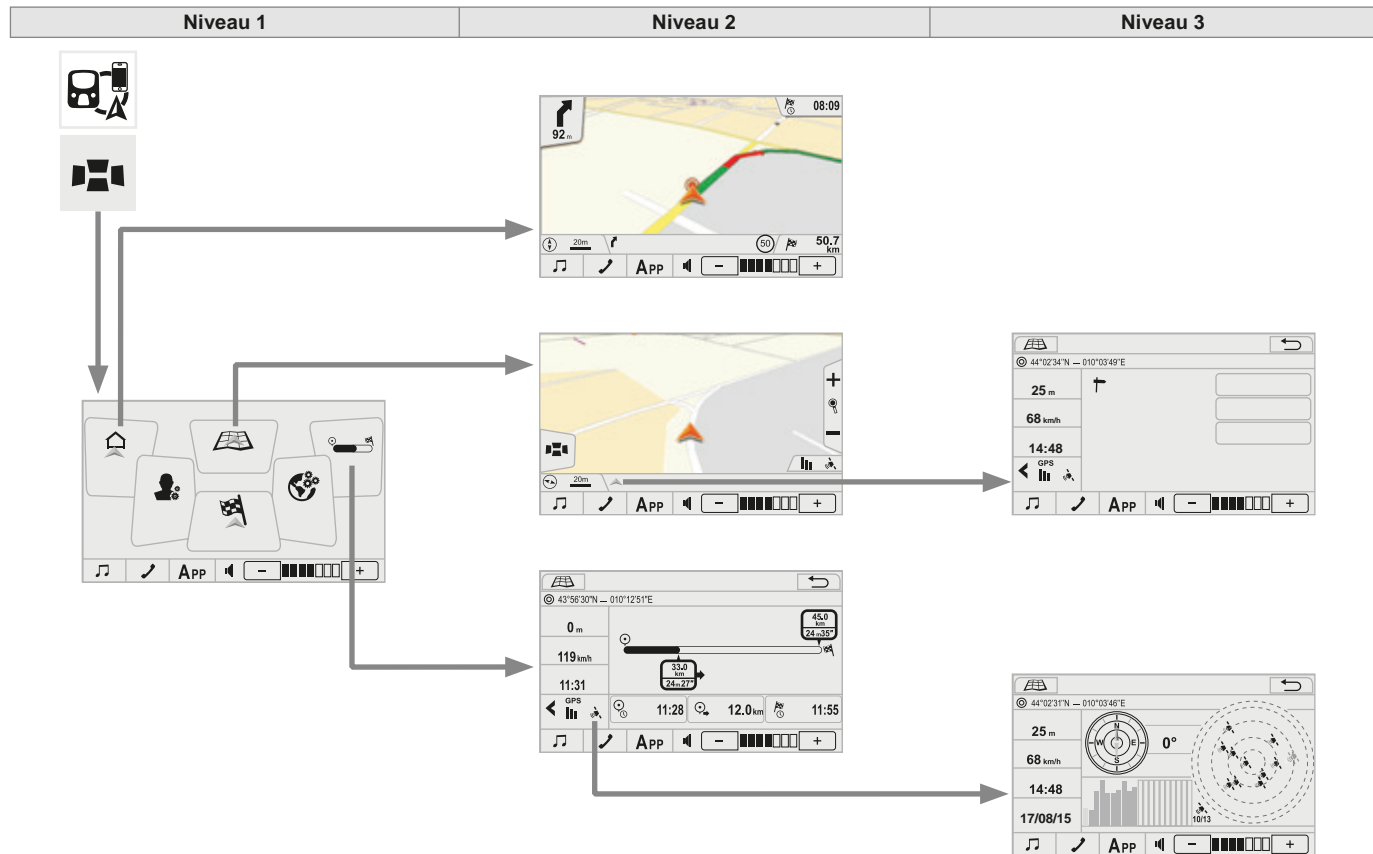 Niveau 1 Niveau 2 Niveau 3
92 m
08:09
20m
50
50.7 km
APP - +
20m
APP - +
44°02'34"N — 010°03'49"E
25 m
68 km/h
14:48
GPS
APP - +
APP - +
43°56'30"N — 010°12'51"E
0 m
119 km/h
11:31
GPS
45.0 km
24 m35"
33.0 km
24 m27"
11:28 12.0 km 11:55
APP - +
44°02'31"N — 010°03'46"E
25 m
68 km/h
14:48
17/08/15
N
W E
S
0°
10/13
APP - +